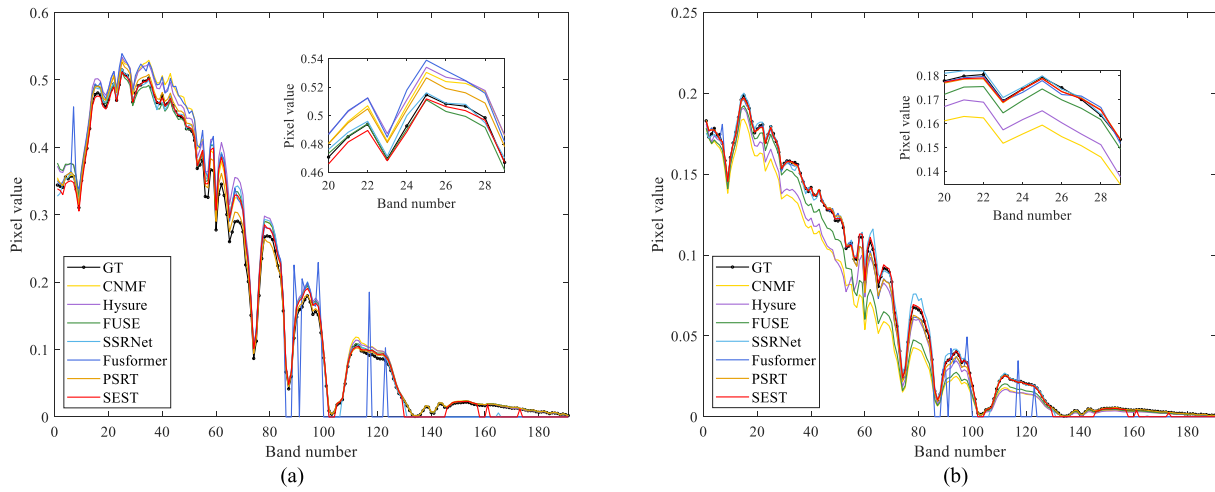 0.6
0.5
0.4
0.3
0.2
0.1
0
Pixel value
0 20 40 60 80 100 120 140 160 180
Band number
0.54
0.52
0.5
0.48
0.46
Pixel value
20 22 24 26 28
Band number
GT
CNMF
Hysure
FUSE
SSRNet
Fusformer
PSRT
SEST
(a)
0.25
0.2
0.15
0.1
0.05
0
Pixel value
0 20 40 60 80 100 120 140 160 180
Band number
0.18
0.17
0.16
0.15
0.14
Pixel value
20 22 24 26 28
Band number
GT
CNMF
Hysure
FUSE
SSRNet
Fusformer
PSRT
SEST
(b)